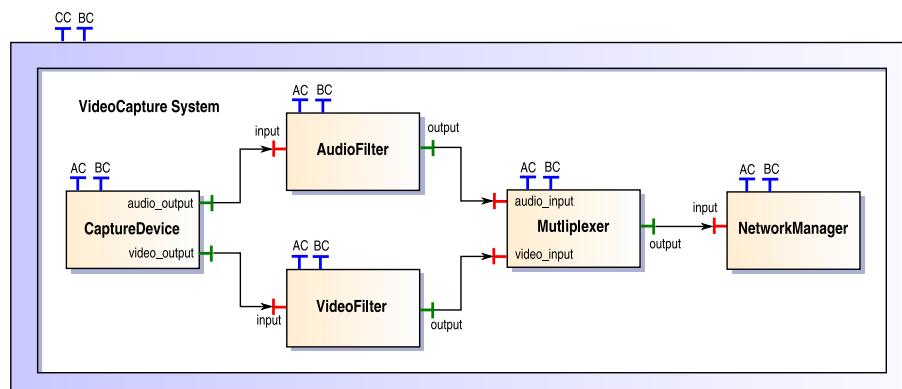 CC BC
VideoCapture System
AC BC
input
output
AudioFilter
AC BC
audio_output
CaptureDevice
video_output
AC BC
audio_input
Mutliplexer
video_input
output
AC BC
input
NetworkManager
AC BC
input
VideoFilter
output